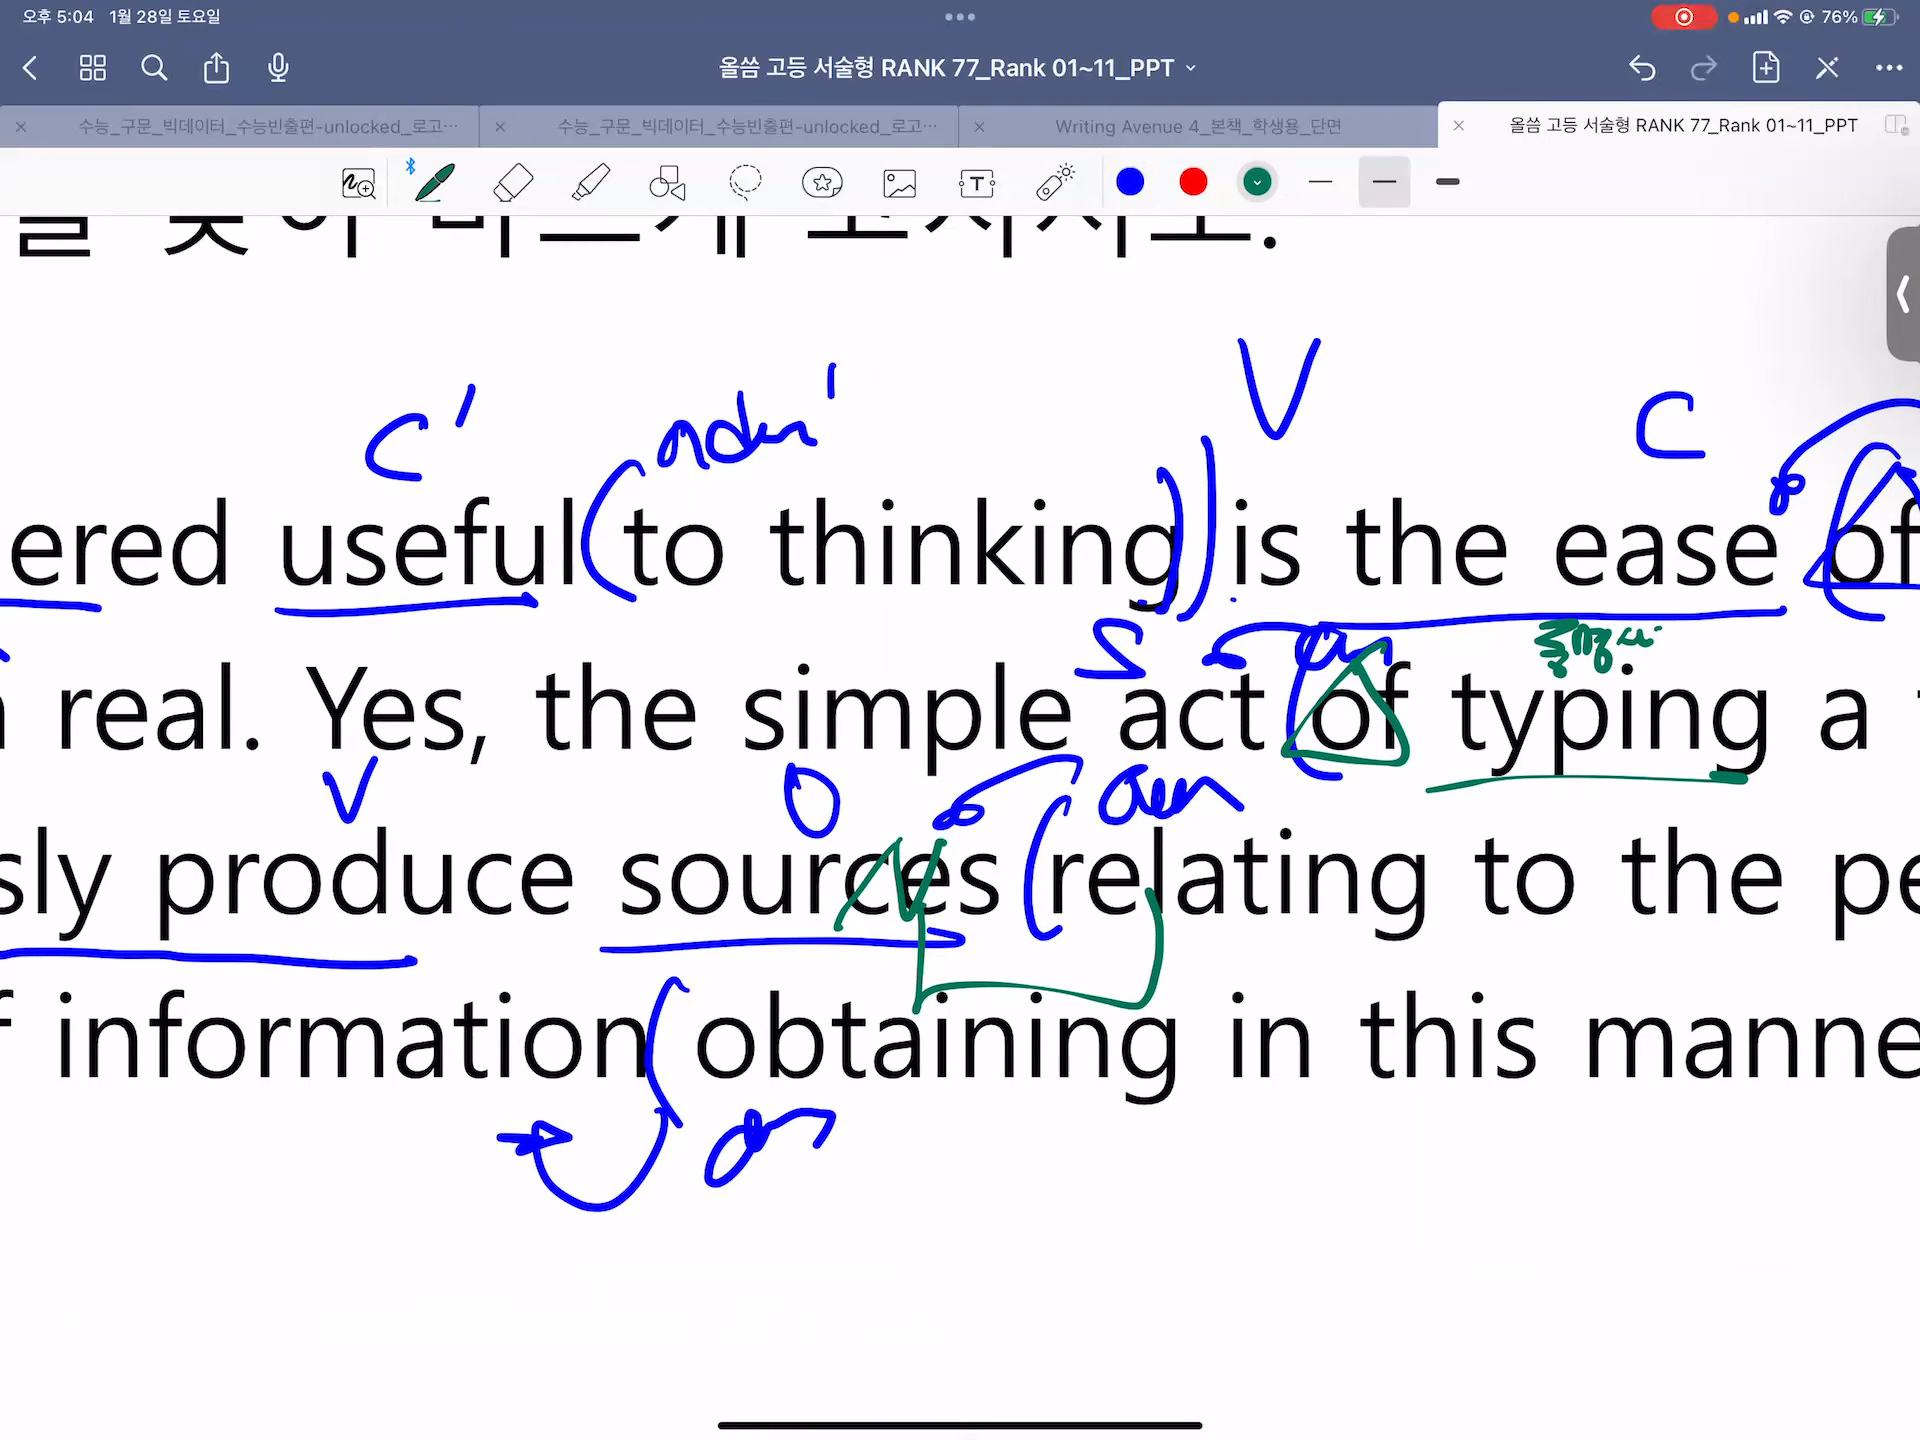 오후 5:04 1월 28일 토요일
76%
올씀 고등 서술형 RANK 77_Rank 01~11_PPT
수능_구문_빅데이터_수능빈출편-unlocked_로고…
수능_구문_빅데이터_수능빈출편-unlocked_로고…
Writing Avenue 4_본책_학생용_단면
올씀 고등 서술형 RANK 77_Rank 01~11_PPT
C' V C
ered useful (to thinking)) is the ease of
S
real. Yes, the simple act (of typing a
V O
sly produce sources (relating to the pe
f information (obtaining in this manne